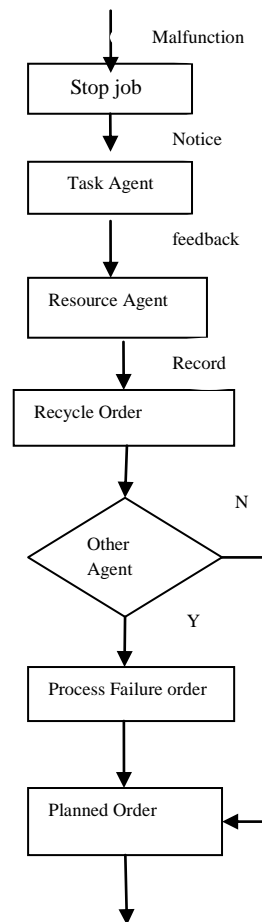 Malfunction
Stop job
Notice
Task Agent
feedback
Resource Agent
Record
Recycle Order
N
Other
Agent
Y
Process Failure order
Planned Order